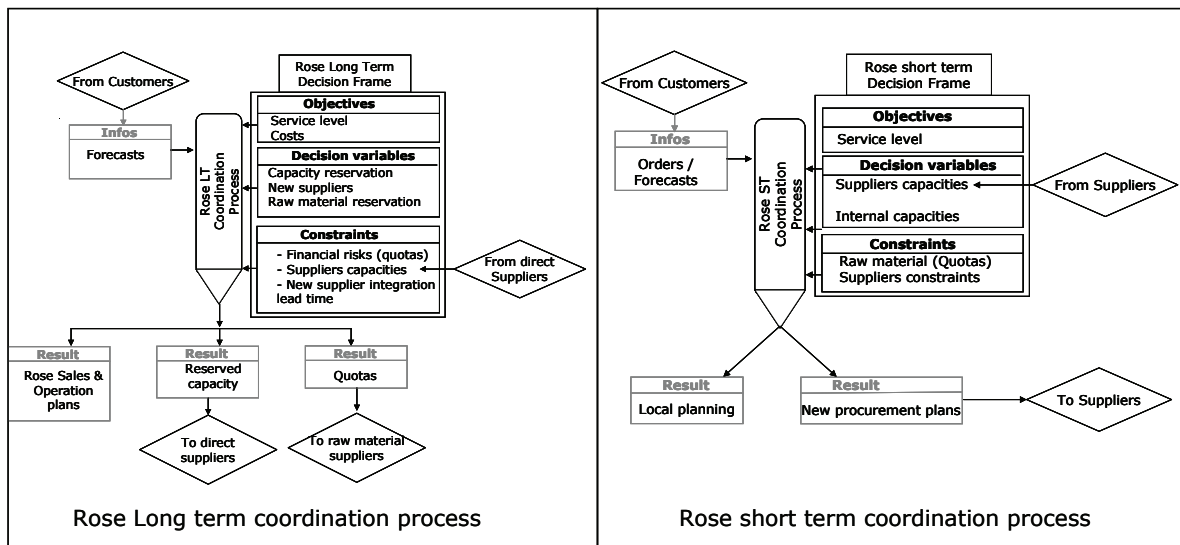 From Customers
Infos
Forecasts
Rose LT
Coordination
Process
Rose Long Term
Decision Frame
Objectives
Service level
Costs
Decision variables
Capacity reservation
New suppliers
Raw material reservation
Constraints
- Financial risks (quotas)
- Suppliers capacities
- New supplier integration
lead time
From direct
Suppliers
Result
Rose Sales &
Operation
plans
Result
Reserved
capacity
Result
Quotas
To direct
suppliers
To raw material
suppliers
Rose Long term coordination process
From Customers
Infos
Orders /
Forecasts
Rose ST
Coordination
Process
Rose short term
Decision Frame
Objectives
Service level
Decision variables
Suppliers capacities
Internal capacities
Constraints
Raw material (Quotas)
Suppliers constraints
From Suppliers
Result
Local planning
Result
New procurement plans
To Suppliers
Rose short term coordination process